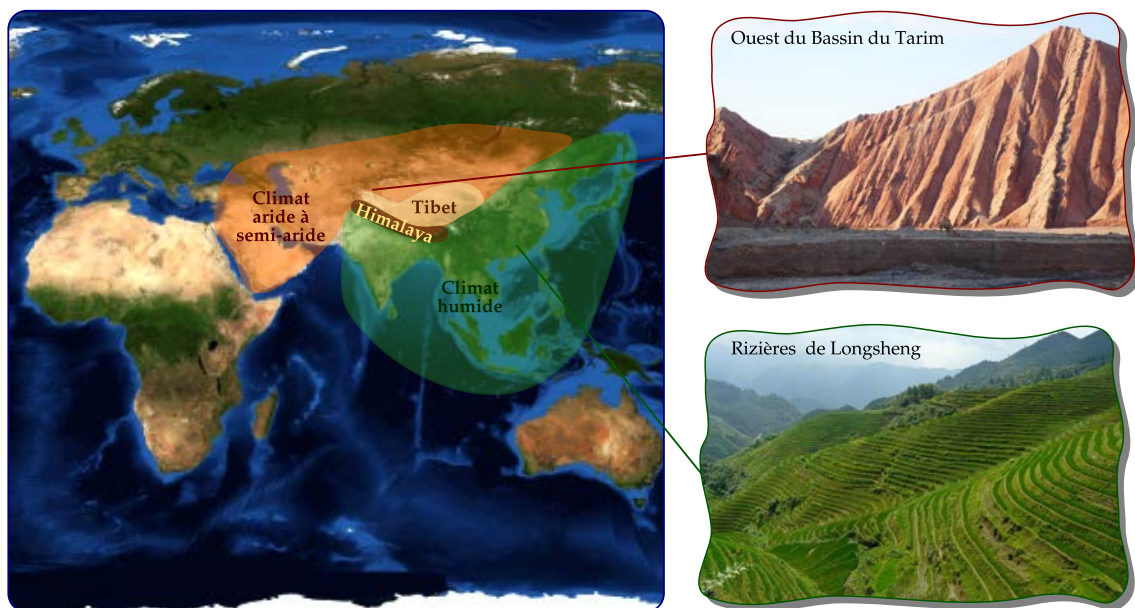 Ouest du Bassin du Tarim
Climat
aride à
semi-aride
Tibet
Himalaya
Climat
humide
Rizières de Longsheng